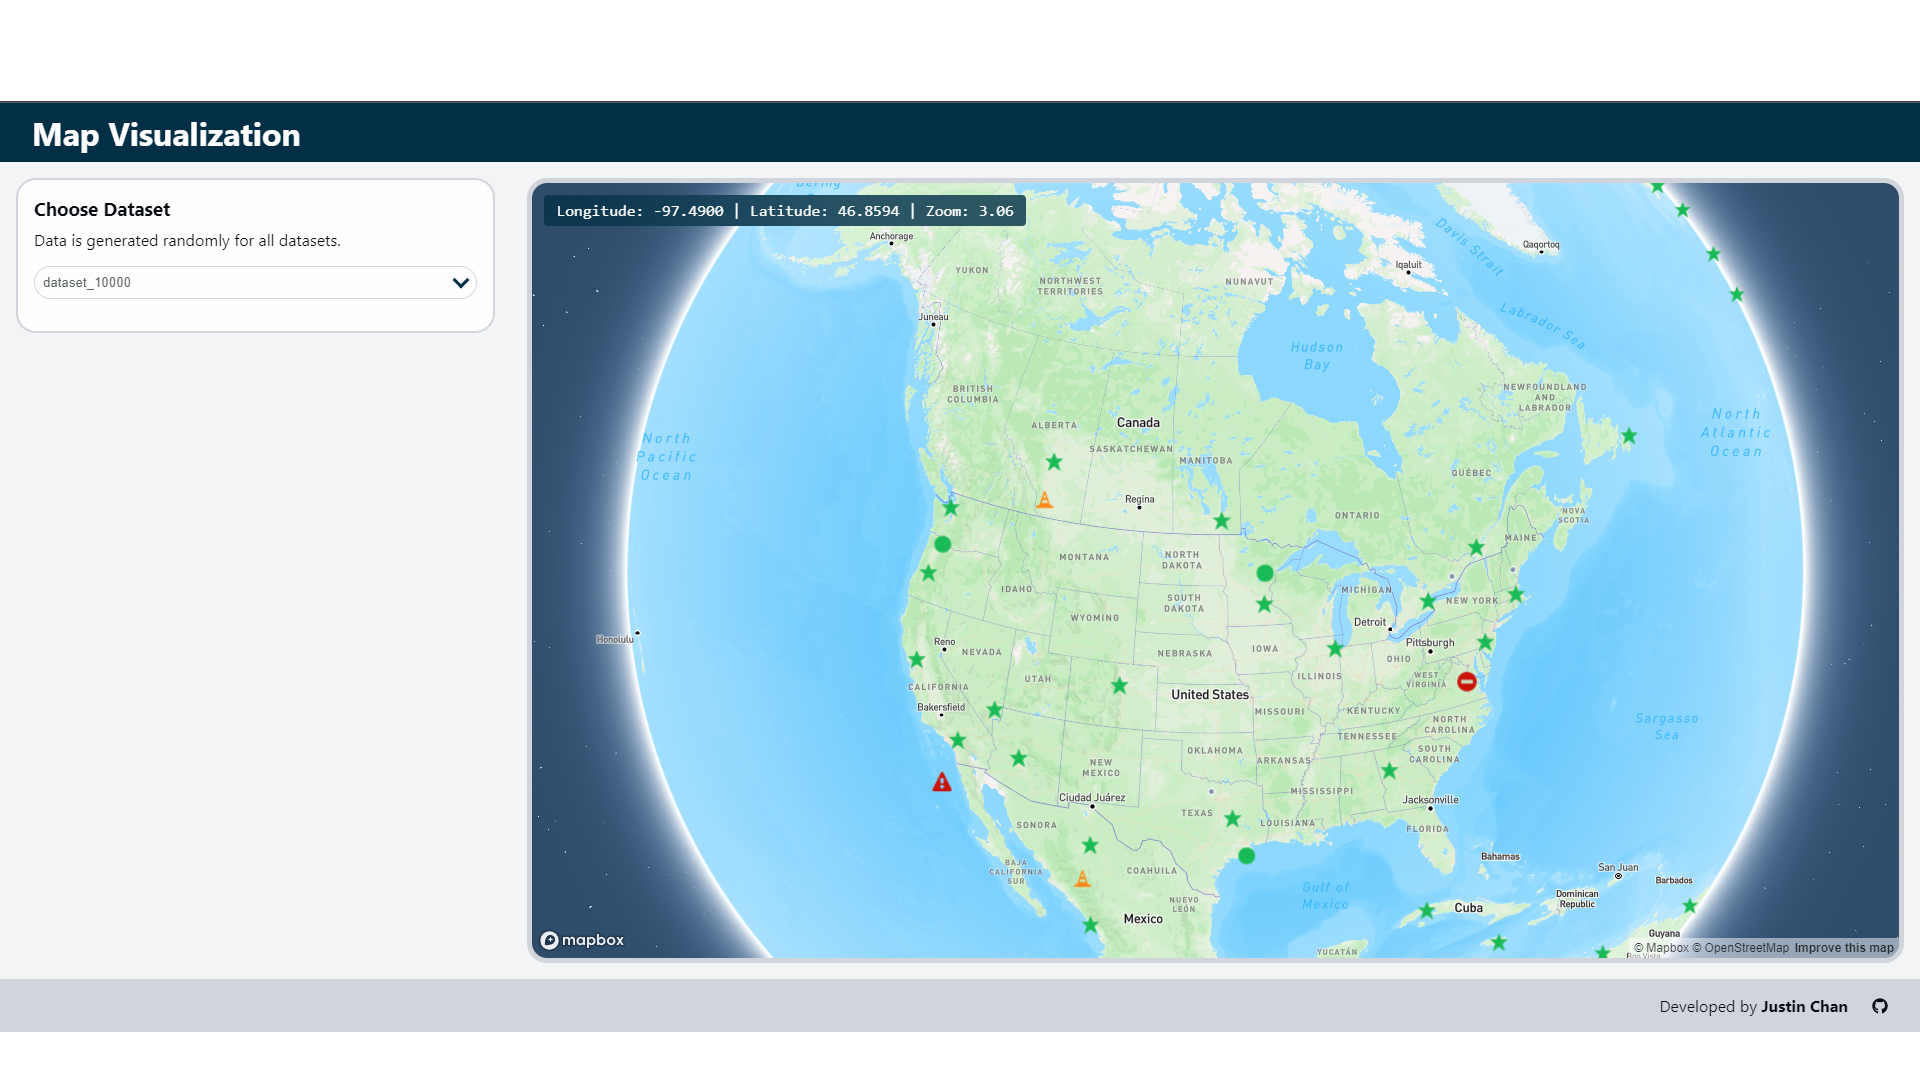 Map Visualization
Choose Dataset
Data is generated randomly for all datasets.
dataset_10000
Longitude: -97.4900 | Latitude: 46.8594 | Zoom: 3.06
Anchorage
YUKON
NORTHWEST
TERRITORIES
NUNAVUT
Iqaluit
Davis Strait
Qaqortoq
Juneau
Labrador Sea
Hudson
Bay
BRITISH
COLUMBIA
NEWFOUNDLAND
AND
LABRADOR
North
Pacific
Ocean
ALBERTA
Canada
SASKATCHEWAN
MANITOBA
North
Atlantic
Ocean
QUÉBEC
Regina
ONTARIO
NOVA
SCOTIA
MAINE
MONTANA
NORTH
DAKOTA
IDAHO
SOUTH
DAKOTA
MICHIGAN
NEW YORK
WYOMING
Detroit
Honolulu
Reno
NEVADA
NEBRASKA
IOWA
Pittsburgh
OHIO
UTAH
ILLINOIS
WEST
VIRGINIA
CALIFORNIA
United States
Bakersfield
MISSOURI
KENTUCKY
NORTH
CAROLINA
Sargasso
Sea
TENNESSEE
OKLAHOMA
ARKANSAS
SOUTH
CAROLINA
NEW
MEXICO
MISSISSIPPI
Ciudad Juárez
Jacksonville
TEXAS
LOUISIANA
SONORA
FLORIDA
BAJA
CALIFORNIA
SUR
COAHUILA
Bahamas
San Juan
Barbados
Gulf of
Mexico
Dominican
Republic
NUEVO
LEÓN
Cuba
Mexico
Guyana
YUCATÁN
mapbox
© Mapbox © OpenStreetMap Improve this map
Developed by Justin Chan